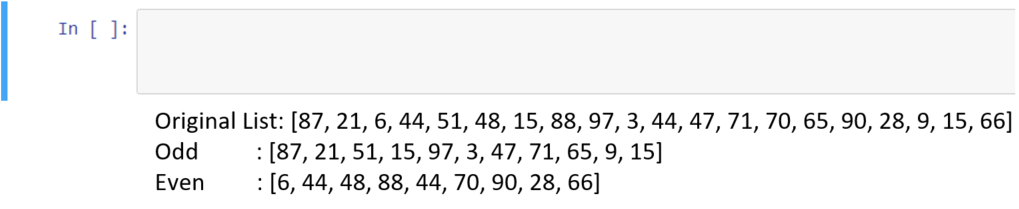 In [ ]:
Original List: [87, 21, 6, 44, 51, 48, 15, 88, 97, 3, 44, 47, 71, 70, 65, 90, 28, 9, 15, 66]
Odd : [87, 21, 51, 15, 97, 3, 47, 71, 65, 9, 15]
Even : [6, 44, 48, 88, 44, 70, 90, 28, 66]